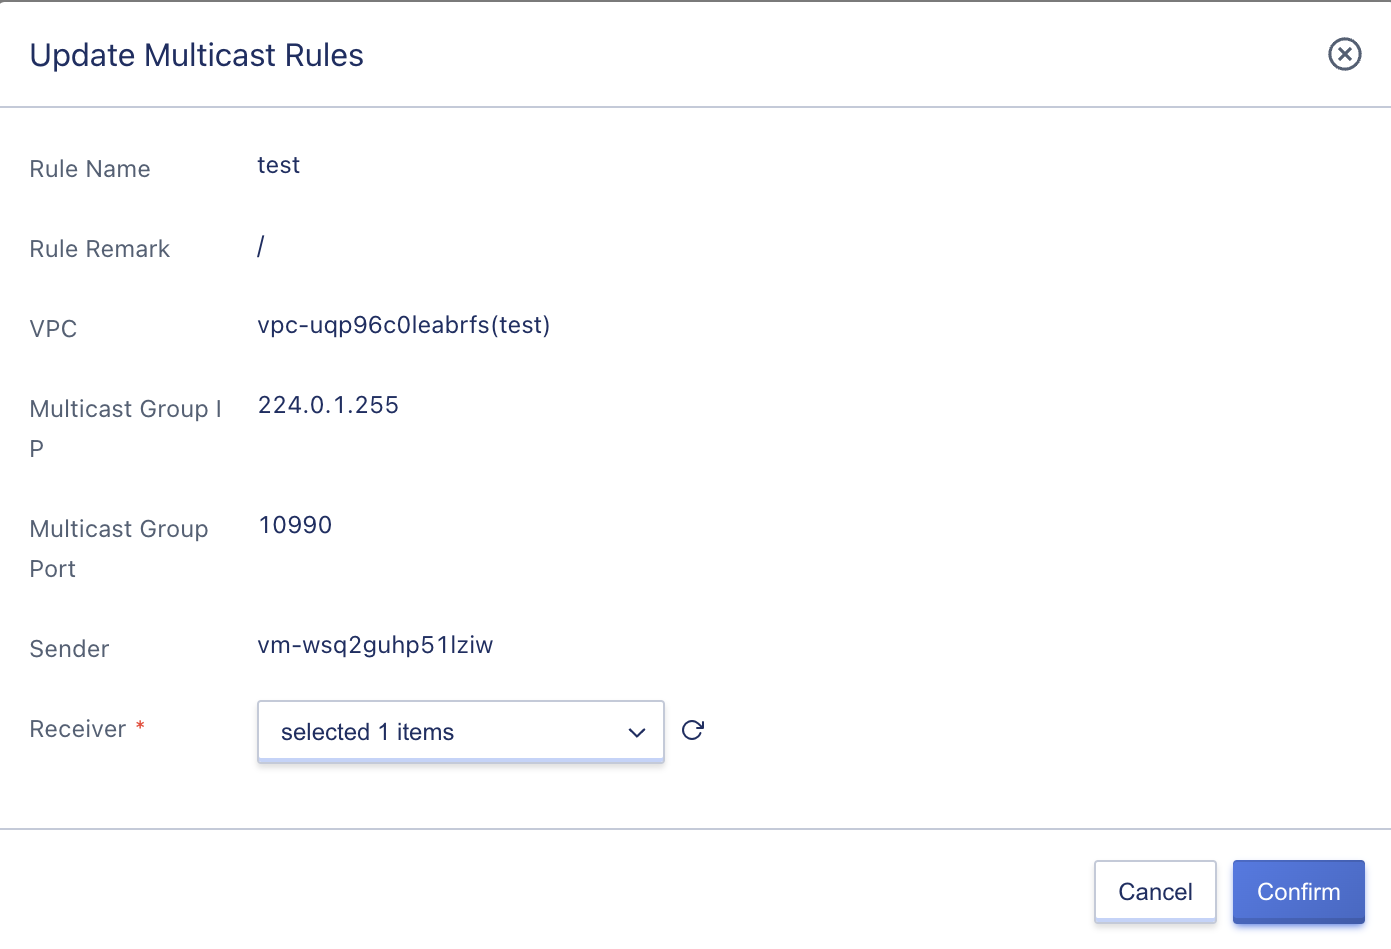 Update Multicast Rules
Rule Name test
Rule Remark /
VPC vpc-uqp96c0leabrfs(test)
Multicast Group I 224.0.1.255
P
Multicast Group 10990
Port
Sender vm-wsq2guhp51lziw
Receiver * selected 1 items
Cancel Confirm